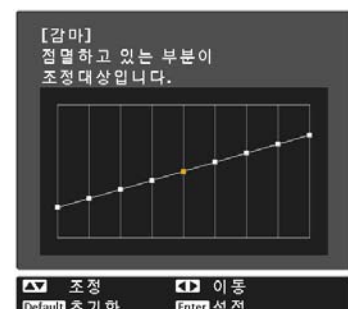 [감마]
점멸하고 있는 부분이
조정대상입니다.
조정 이동
Default 초기화 Enter 설정